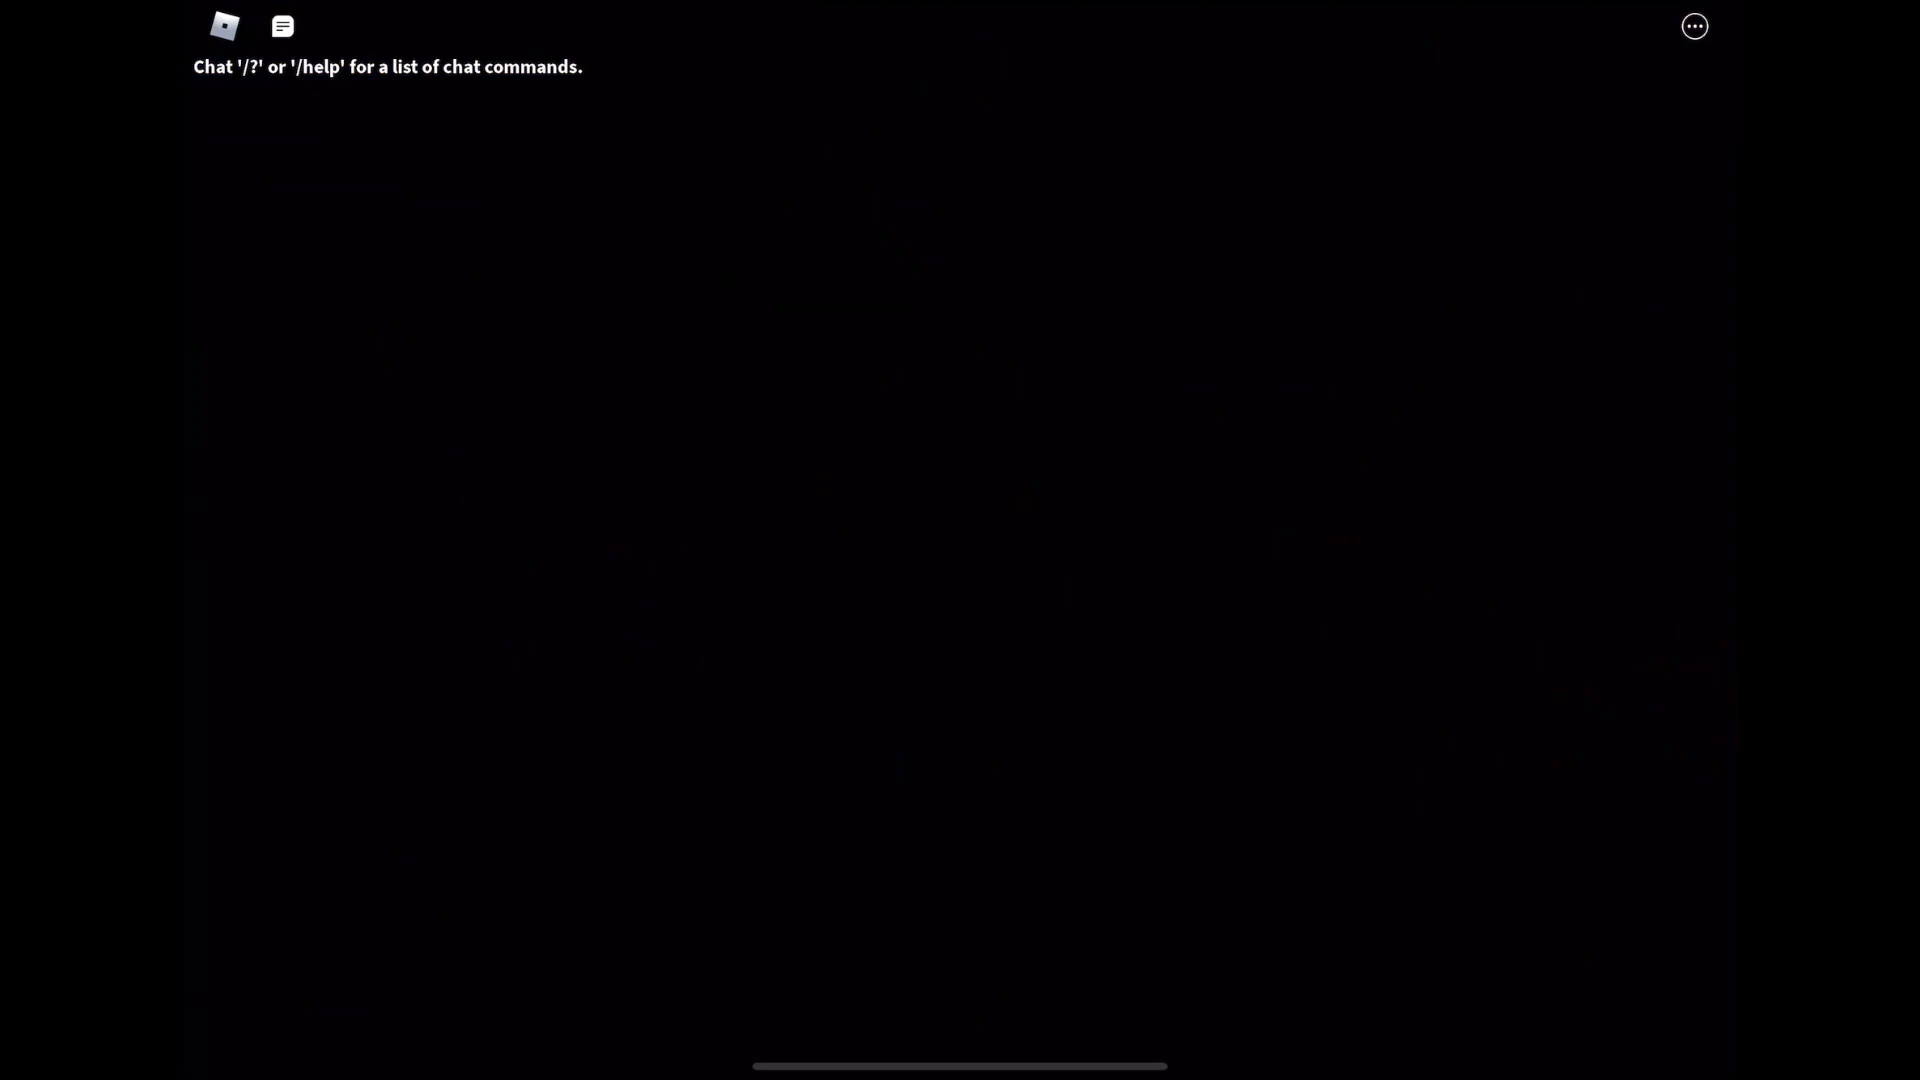 Chat '/?' or '/help' for a list of chat commands.